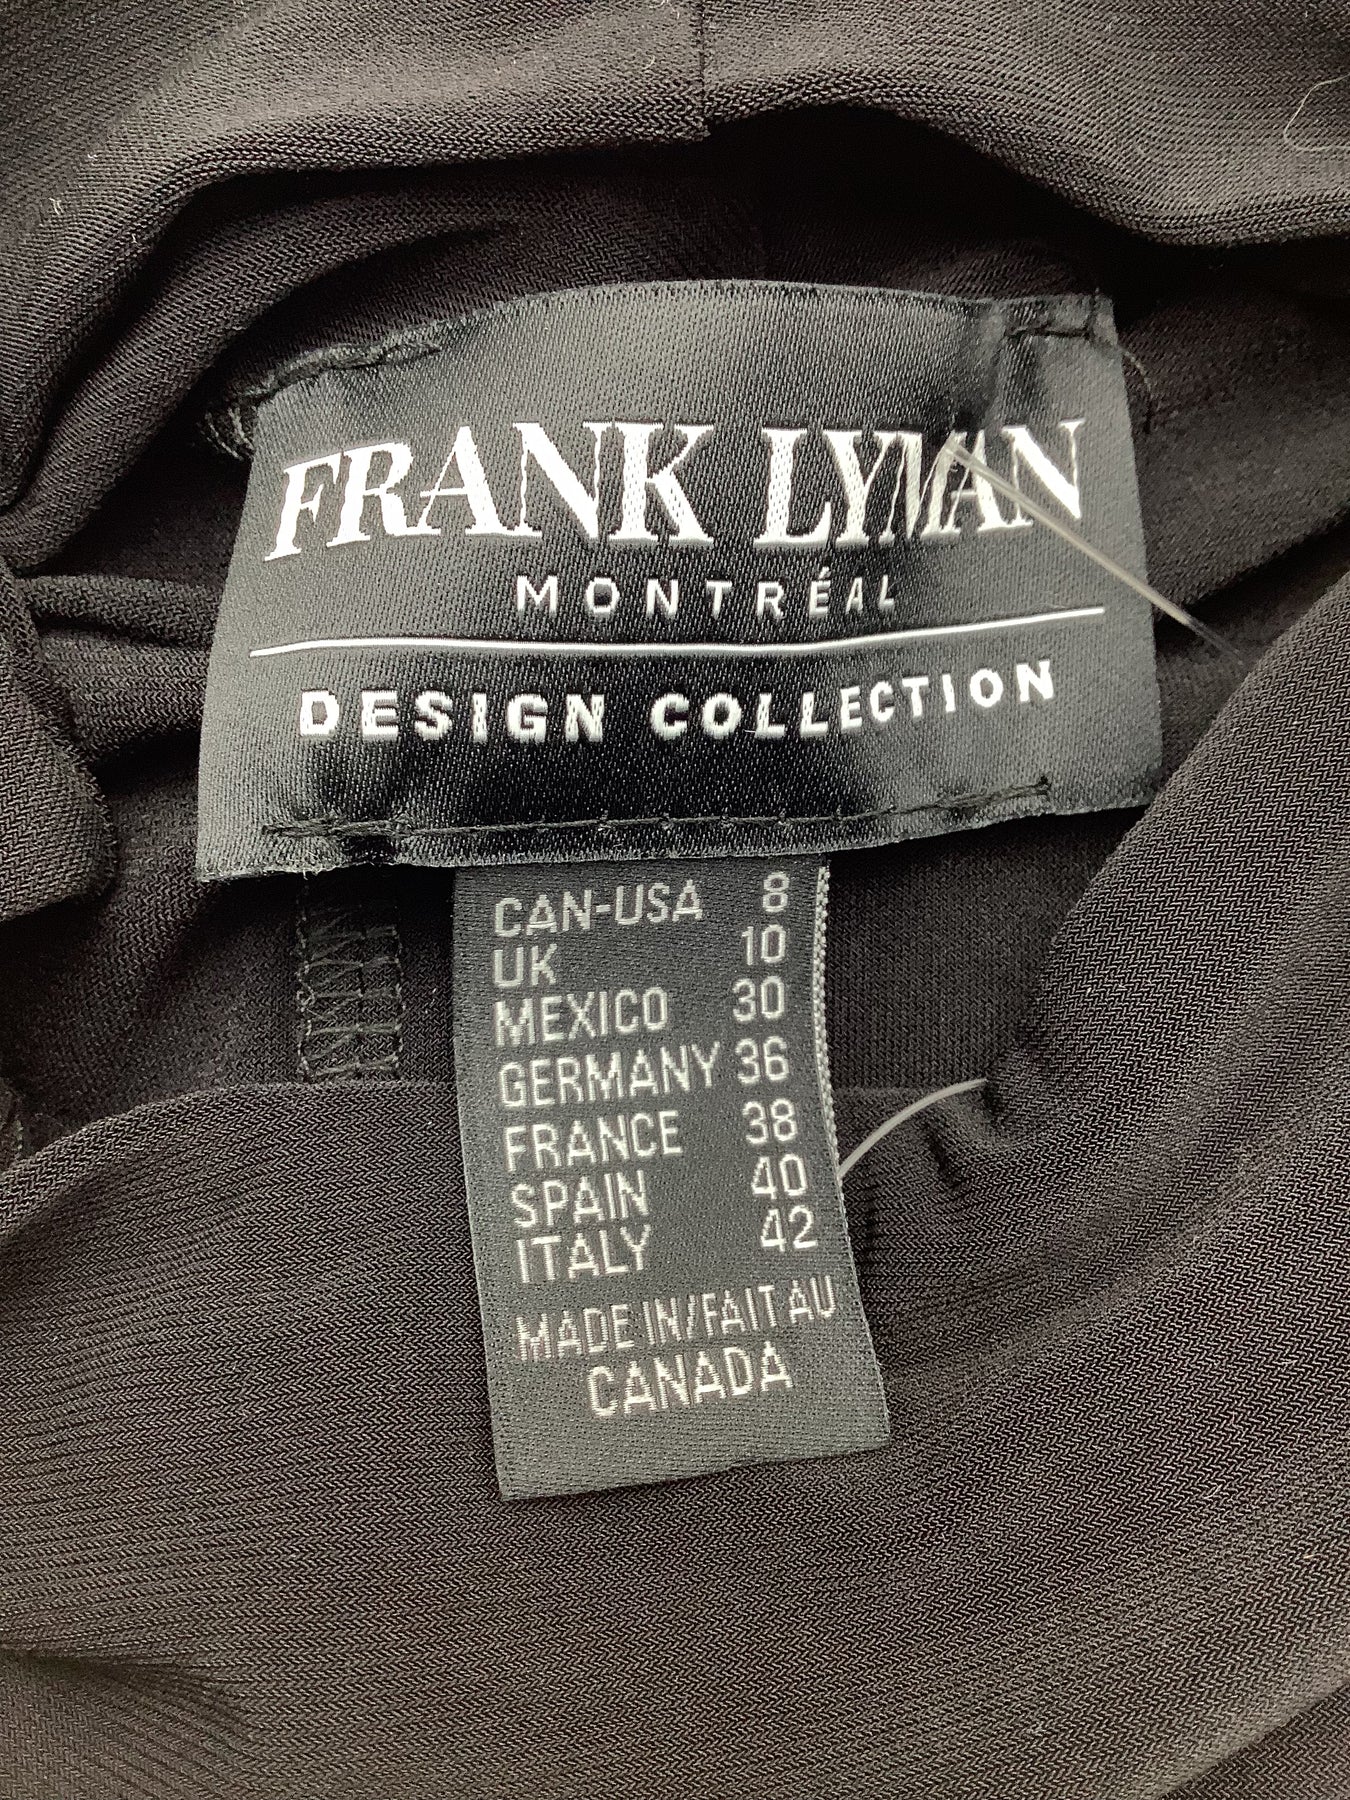 FRANK LYMAN
MONTRÉAL
DESIGN COLLECTION
CAN-USA 8
UK 10
MEXICO 30
GERMANY 36
FRANCE 38
SPAIN 40
ITALY 42
MADE IN/FAIT AU
CANADA